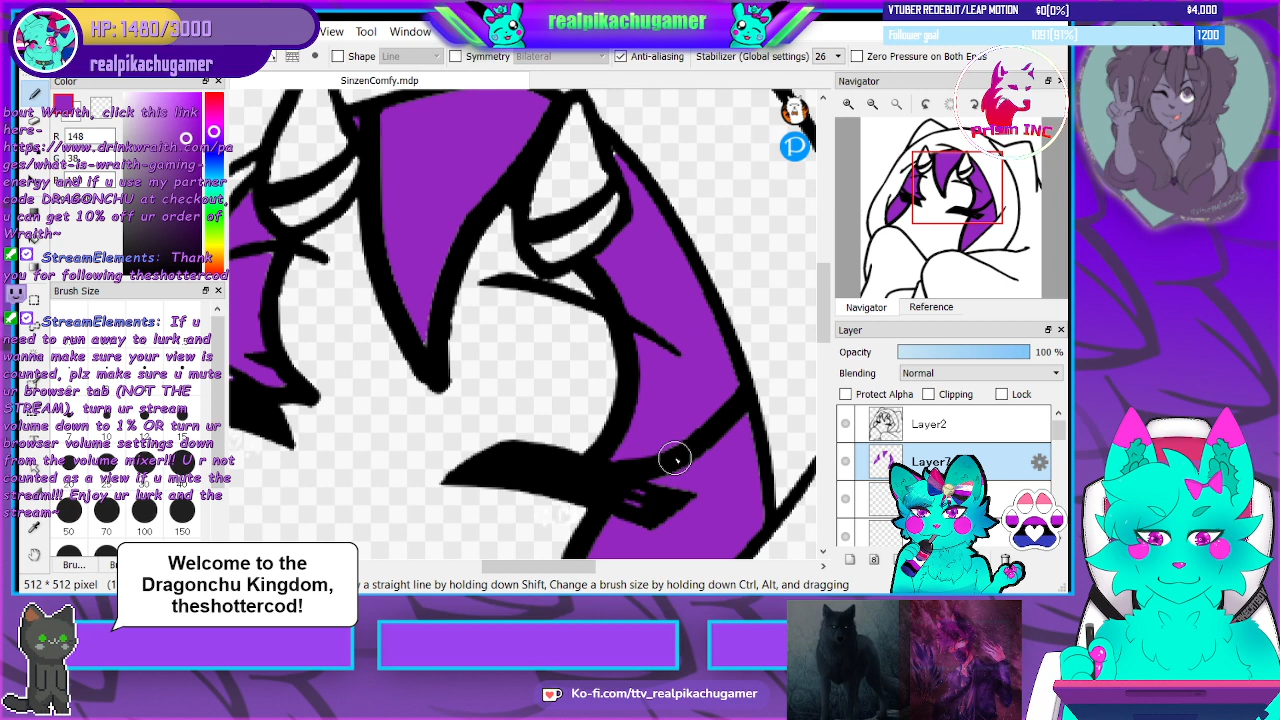 HP: 1480/3000
realpikachugamer
realpikachugamer
VTUBER REDEBUT/LEAP MOTION
$0(0%)
$4,000
Follower goal
1091(91%)
1200
View
Tool
Window
Shape
Line
Symmetry
Bilateral
Anti-aliasing
Stabilizer (Global Settings)
26
Zero Pressure on Both Ends
Color
SinzenComfy.mdp
Navigator
R
148
G
38
bout Wraith, click this link
here-
https://www.drinkwraith.com/pa
ges/what-is-wraith-gaming-
energy and if u use my partner
code DRAGONCHU at checkout,
u can get 10% off ur order of
Wraith~
StreamElements: Thank
you for following theshottercod
StreamElements: If u
need to run away to lurk and
wanna make sure your view is
counted, plz make sure u mute
ur browser tab (NOT THE
STREAM), turn ur stream
volume down to 1% OR turn ur
browser volume settings down
from the volume mixer!!! U r not
counted as a view if u mute the
stream!!! Enjoy ur lurk and the
stream~
Brush Size
50
70
100
150
Bru...
Prism INC
Navigator
Reference
Layer
Opacity
100 %
Blending
Normal
Protect Alpha
Clipping
Lock
Layer2
Layer7
512 * 512 pixel
w a straight line by holding down Shift, Change a brush size by holding down Ctrl, Alt, and dragging
Welcome to the
Dragonchu Kingdom,
theshottercod!
Ko-fi.com/ttv_realpikachugamer